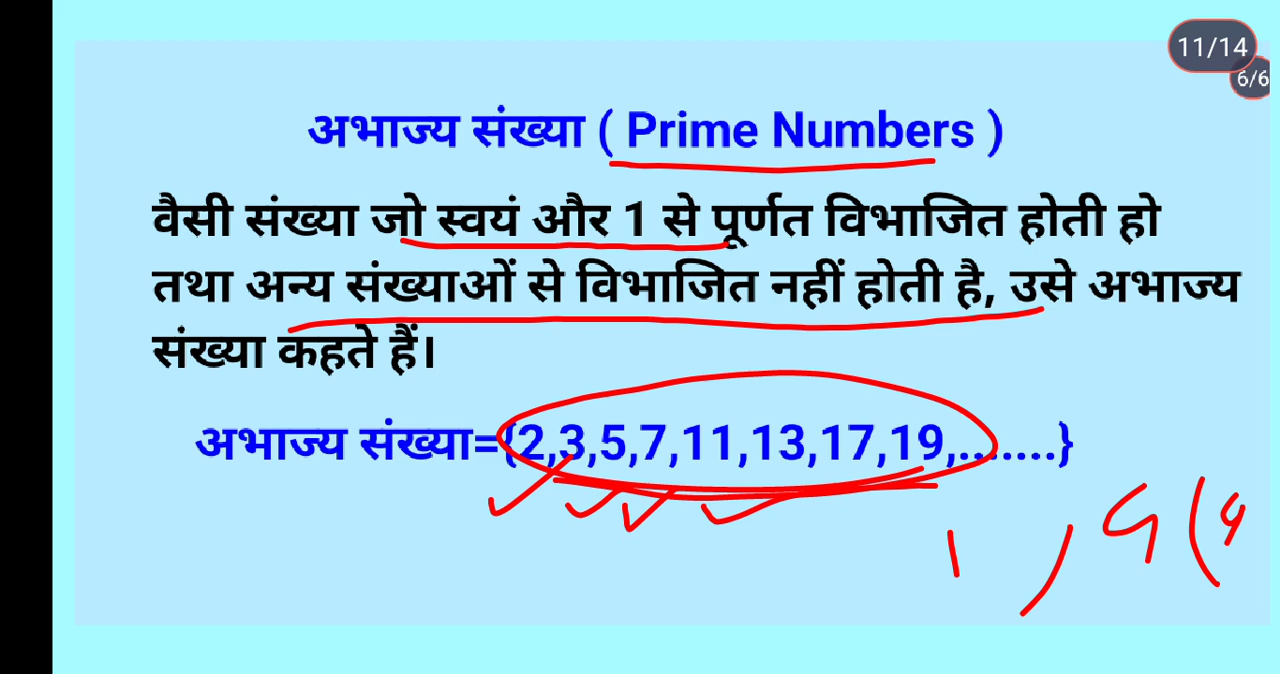 11/14
6/6
अभाज्य संख्या ( Prime Numbers )
वैसी संख्या जो स्वयं और 1 से पूर्णत विभाजित होती हो
तथा अन्य संख्याओं से विभाजित नहीं होती है, उसे अभाज्य
संख्या कहते हैं।
अभाज्य संख्या={2,3,5,7,11,13,17,19,.......}